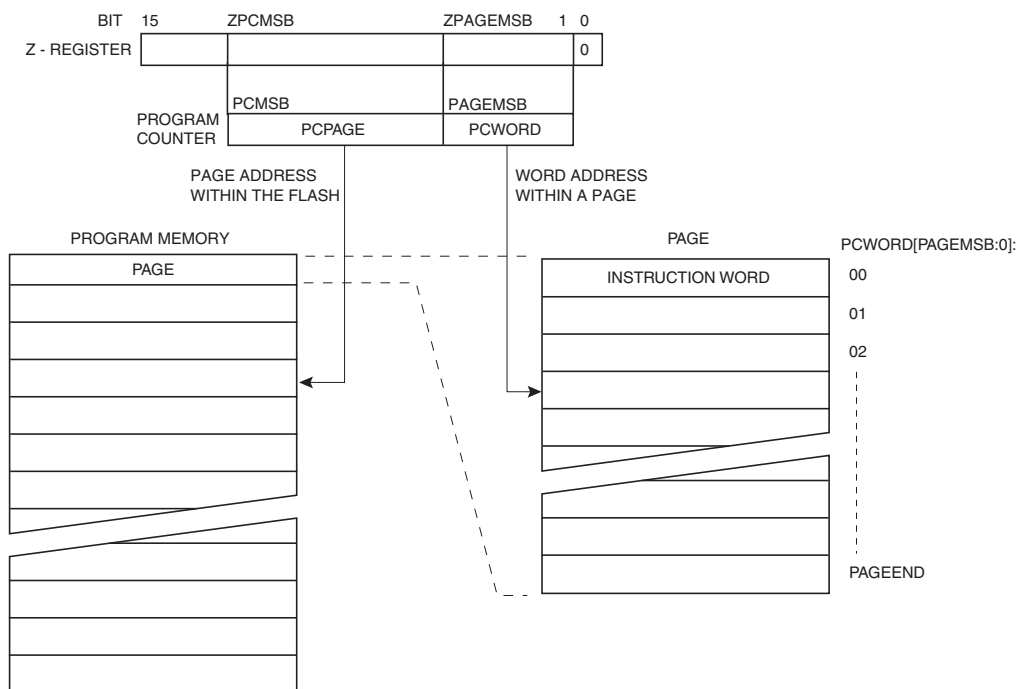 BIT 15 ZPCMSB ZPAGEMSB 1 0
Z - REGISTER 0
PCMSB PAGEMSB
PROGRAM
COUNTER
PCPAGE PCWORD
PAGE ADDRESS
WITHIN THE FLASH
WORD ADDRESS
WITHIN A PAGE
PROGRAM MEMORY
PAGE
PAGE
PCWORD[PAGEMSB:0]:
INSTRUCTION WORD
00
01
02
PAGEEND